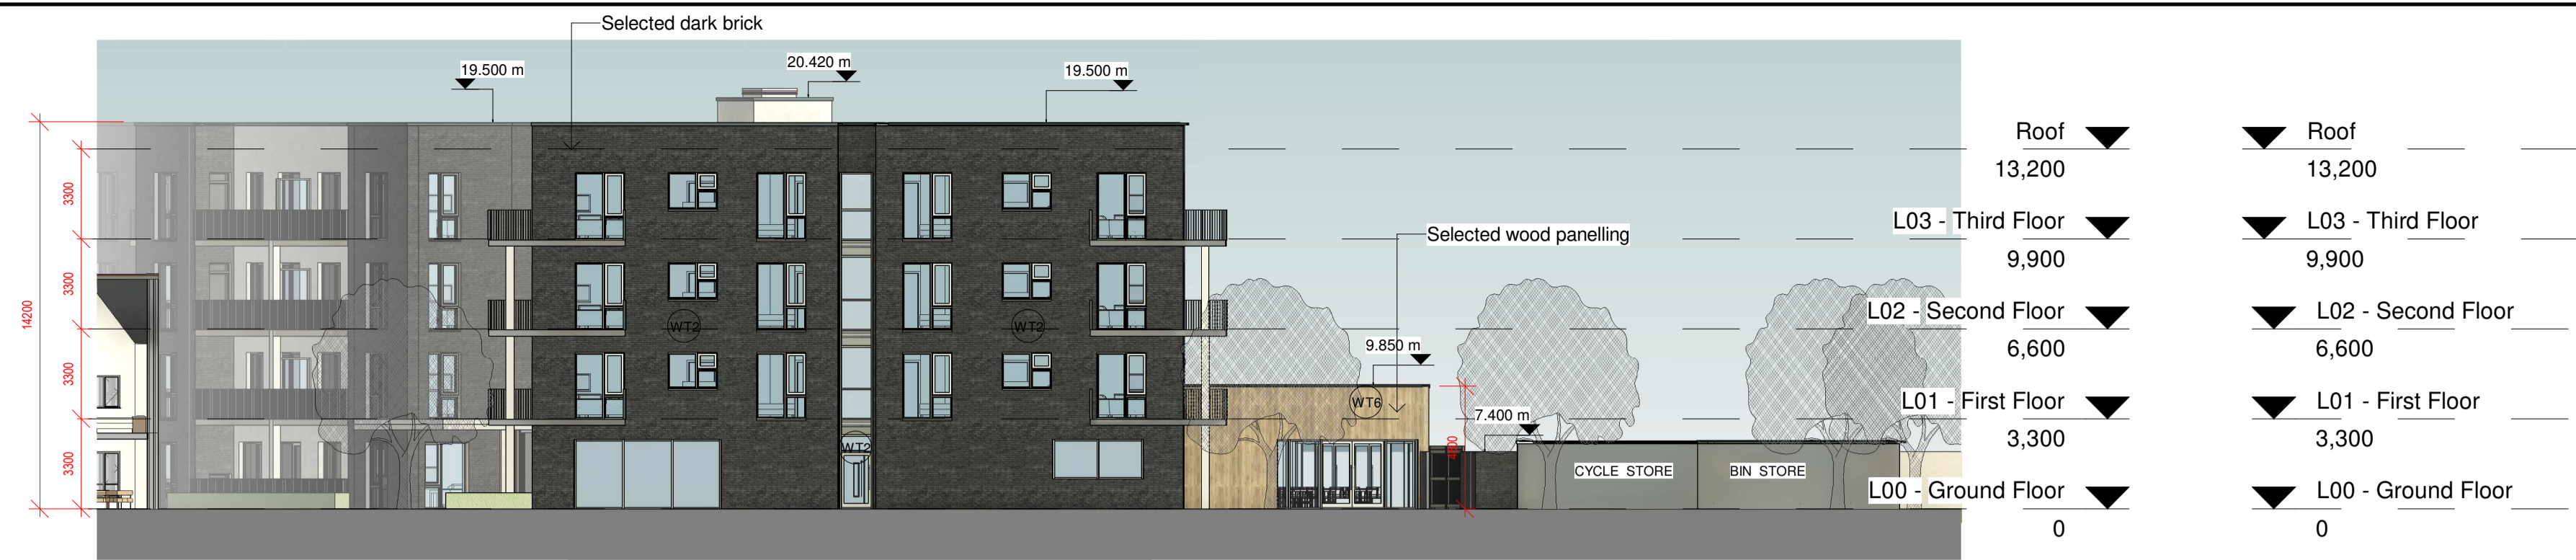 Selected dark brick
19.500 m
20.420 m
19.500 m
Roof
Roof
13,200
13,200
3300
L03 - Third Floor
L03 - Third Floor
Selected wood panelling
9,900
9,900
3300
14200
L02 - Second Floor
L02 - Second Floor
WT2
WT2
6,600
6,600
9.850 m
3300
L01 - First Floor
L01 - First Floor
WT6
7.400 m
3,300
3,300
WT2
3300
CYCLE STORE
BIN STORE
L00 - Ground Floor
L00 - Ground Floor
0
0